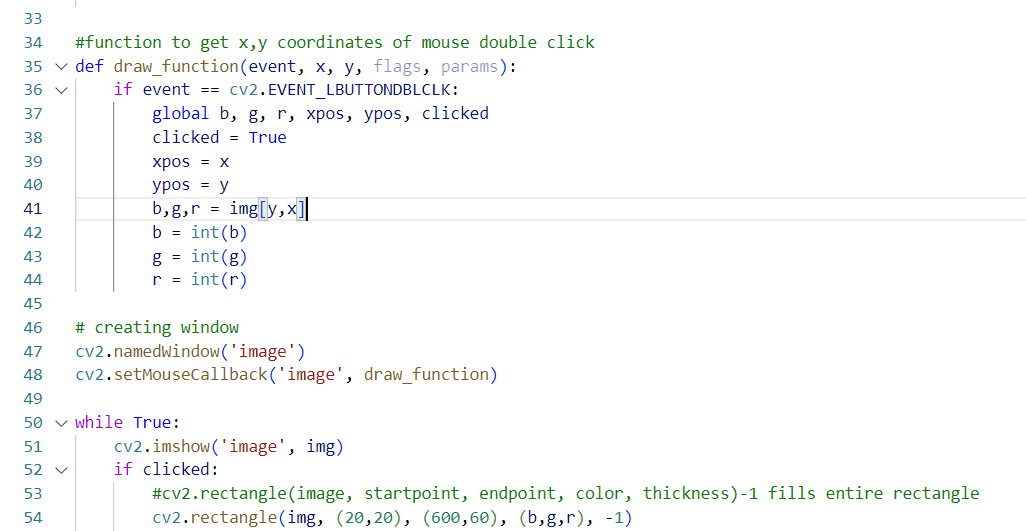 33
34 #function to get x,y coordinates of mouse double click
35 def draw_function(event, x, y, flags, params):
36     if event == cv2.EVENT_LBUTTONDBLCLK:
37         global b, g, r, xpos, ypos, clicked
38         clicked = True
39         xpos = x
40         ypos = y
41         b,g,r = img[y,x]
42         b = int(b)
43         g = int(g)
44         r = int(r)
45
46 # creating window
47 cv2.namedWindow('image')
48 cv2.setMouseCallback('image', draw_function)
49
50 while True:
51     cv2.imshow('image', img)
52     if clicked:
53         #cv2.rectangle(image, startpoint, endpoint, color, thickness)-1 fills entire rectangle
54         cv2.rectangle(img, (20,20), (600,60), (b,g,r), -1)